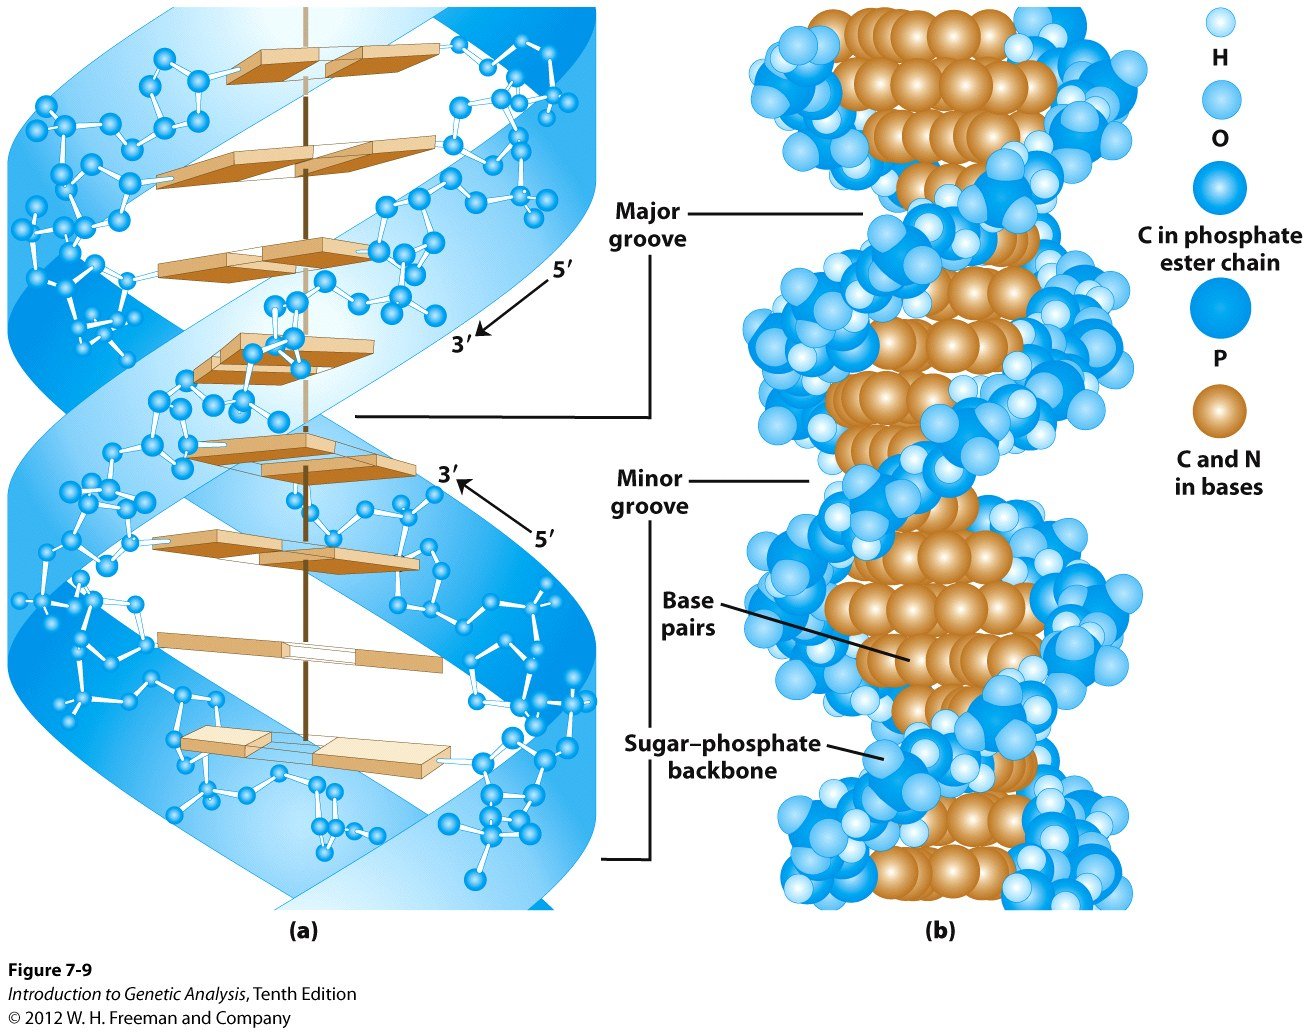 H
O
C in phosphate
ester chain
P
C and N
in bases
Major
groove
5′
3′
Minor
groove
3′
5′
Base
pairs
Sugar–phosphate
backbone
(a)
(b)
Figure 7-9
Introduction to Genetic Analysis, Tenth Edition
© 2012 W. H. Freeman and Company